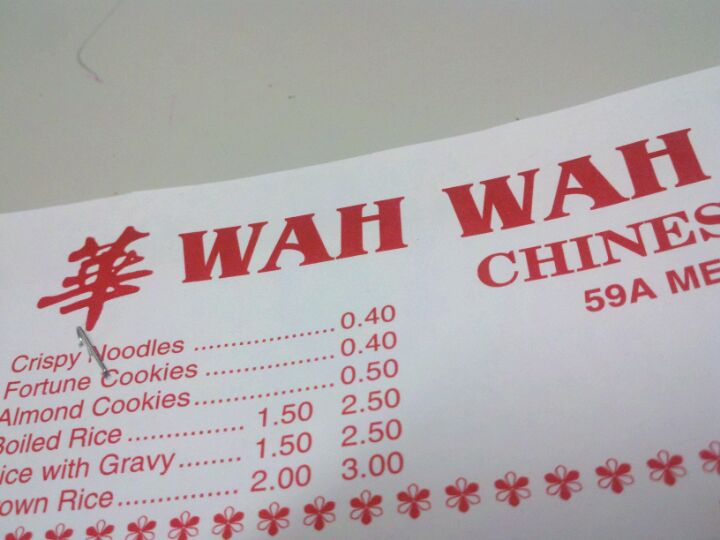 華 WAH WAH
CHINES
59A ME
Crispy Noodles .................... 0.40
Fortune Cookies .................. 0.40
Almond Cookies .................... 0.50
Boiled Rice ................ 1.50 2.50
ice with Gravy ........ 1.50 2.50
own Rice ................ 2.00 3.00